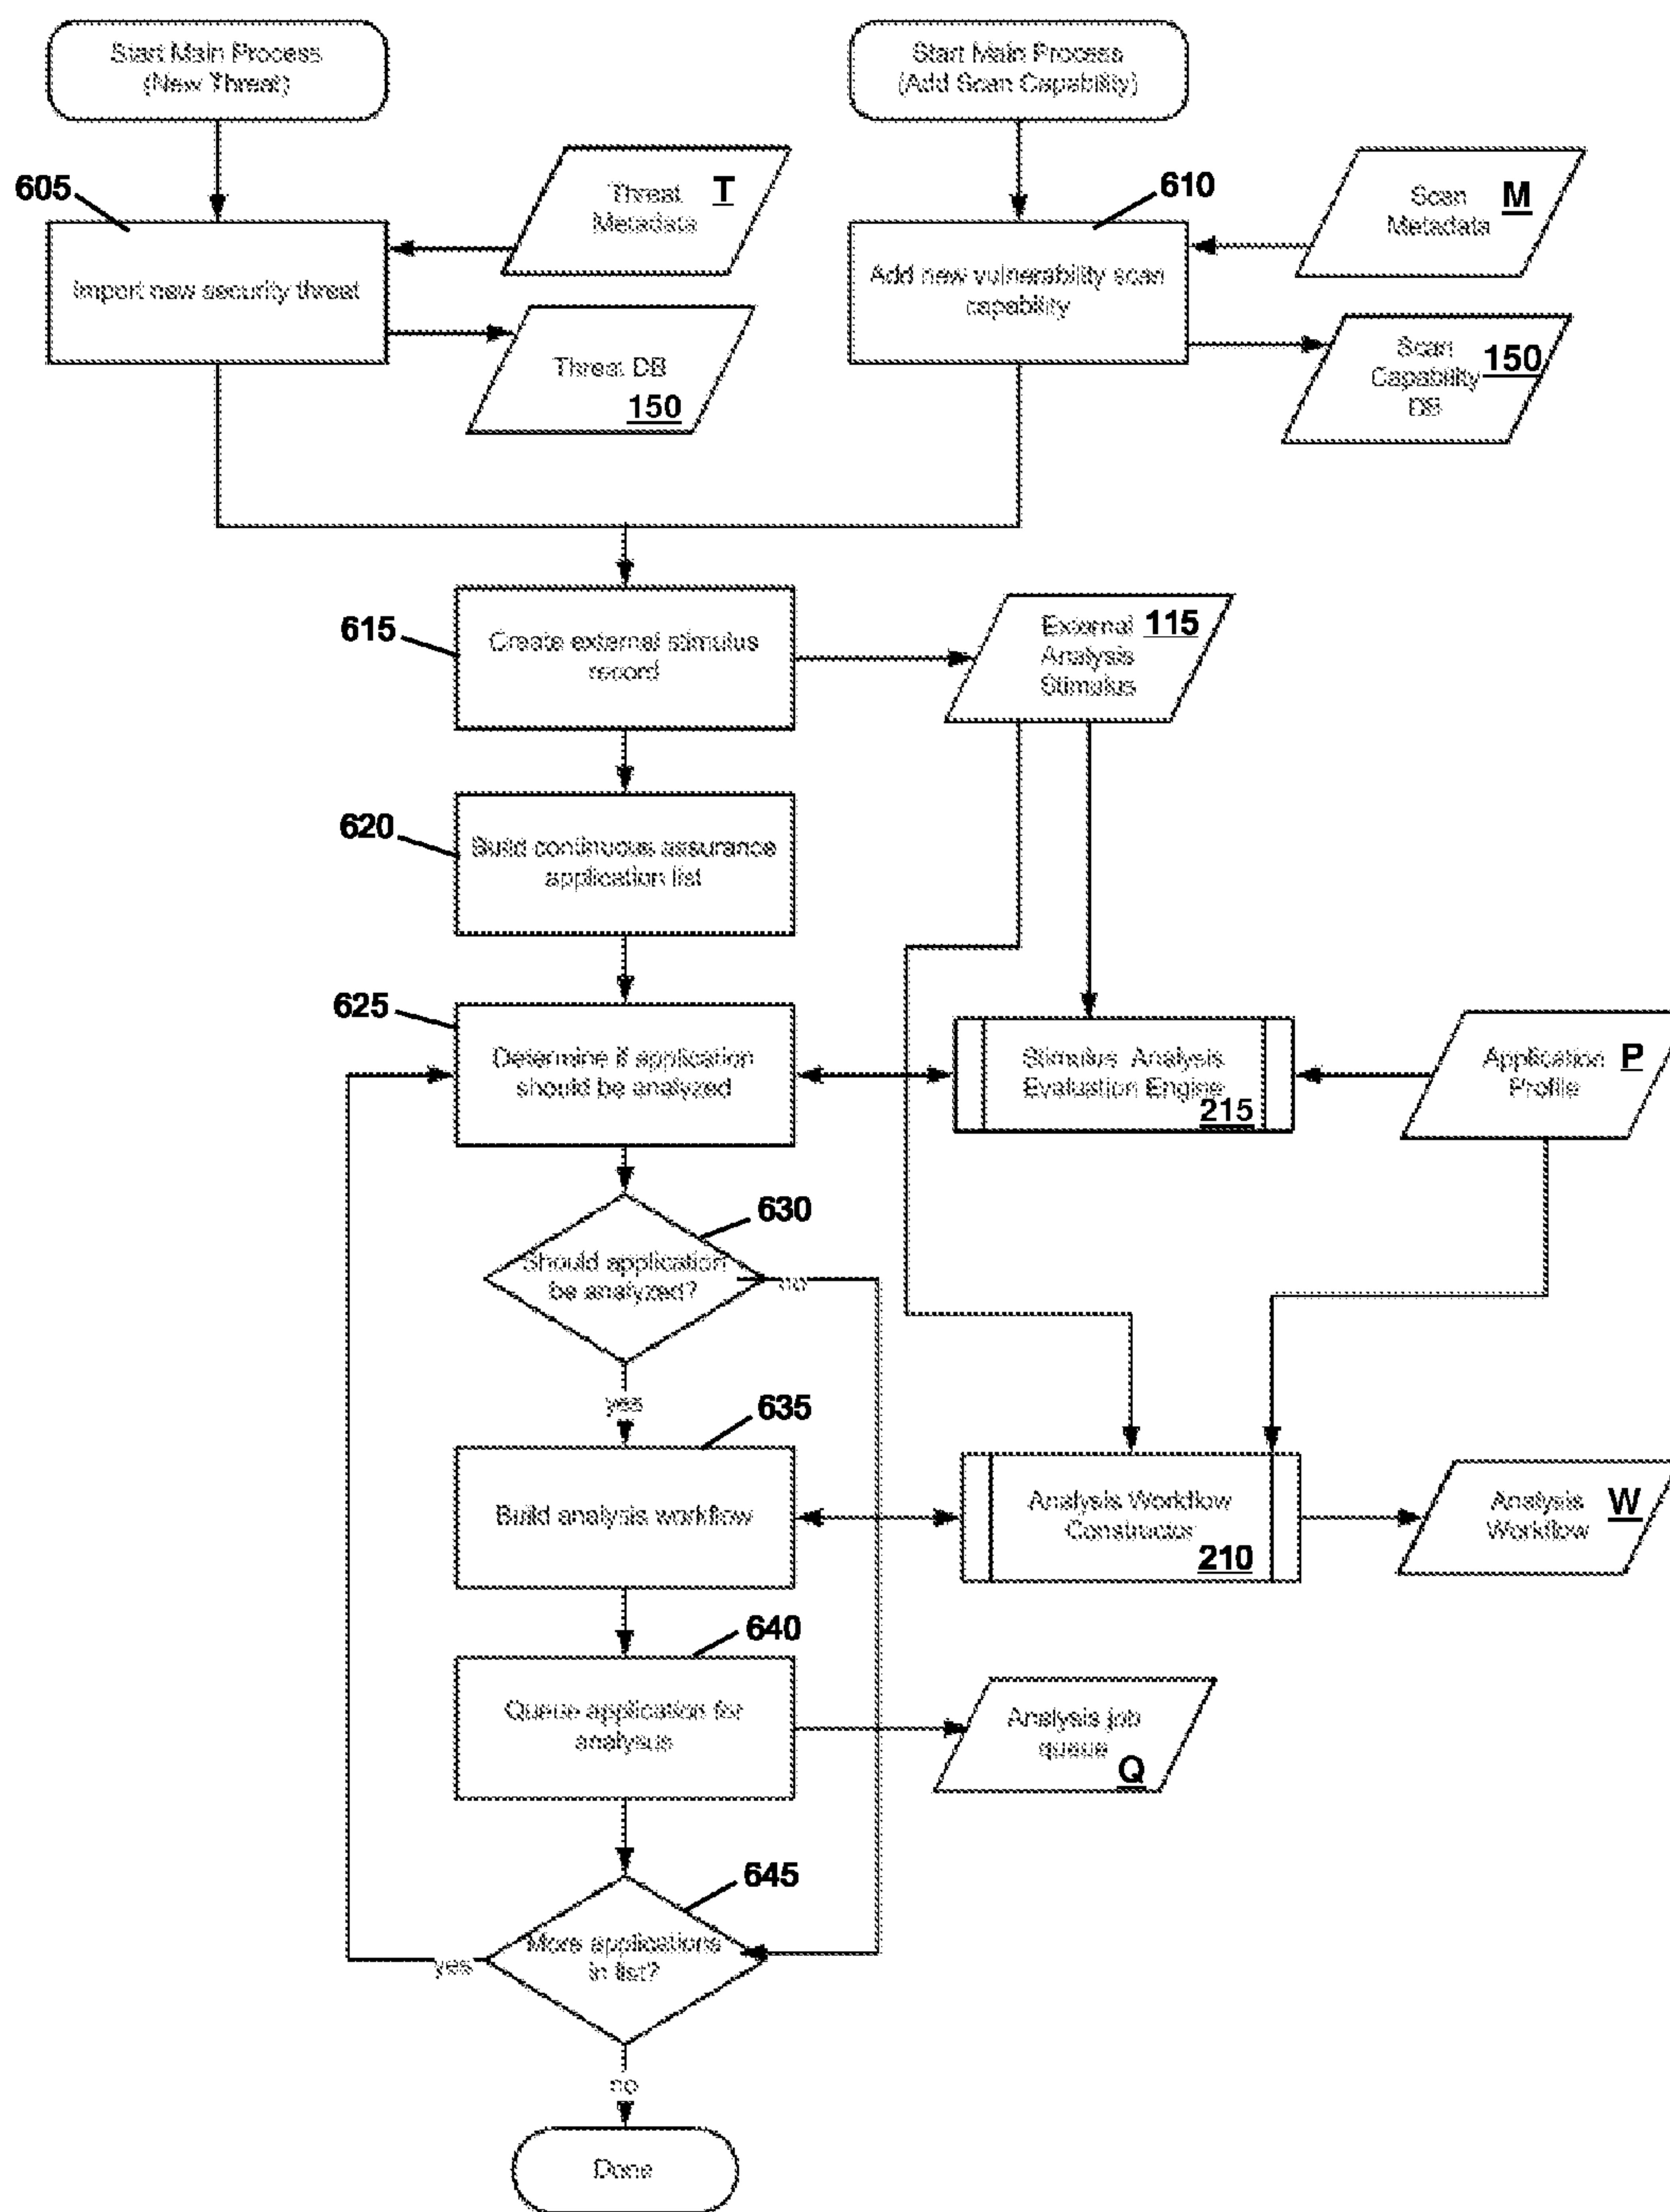 Start Main Process
(New Threat)
Start Main Process
(Add Scan Capability)
605
Threat
Metadata
T
610
Scan
Metadata
M
Import new security threat
Threat DB
150
Add new vulnerability scan
capability
Scan
Capability
DB
150
615
Create external stimulus
record
External
Analysis
Stimulus
115
620
Build continuous assurance
application list
625
Determine if application
should be analyzed
Stimulus Analysis
Evaluation Engine
215
Application
Profile
P
630
Should application
be analyzed?
no
yes
635
Build analysis workflow
Analysis Workflow
Constructor
210
Analysis
Workflow
W
640
Queue application for
analysus
Analysis job
queue
Q
645
More applications
in list?
yes
no
Done